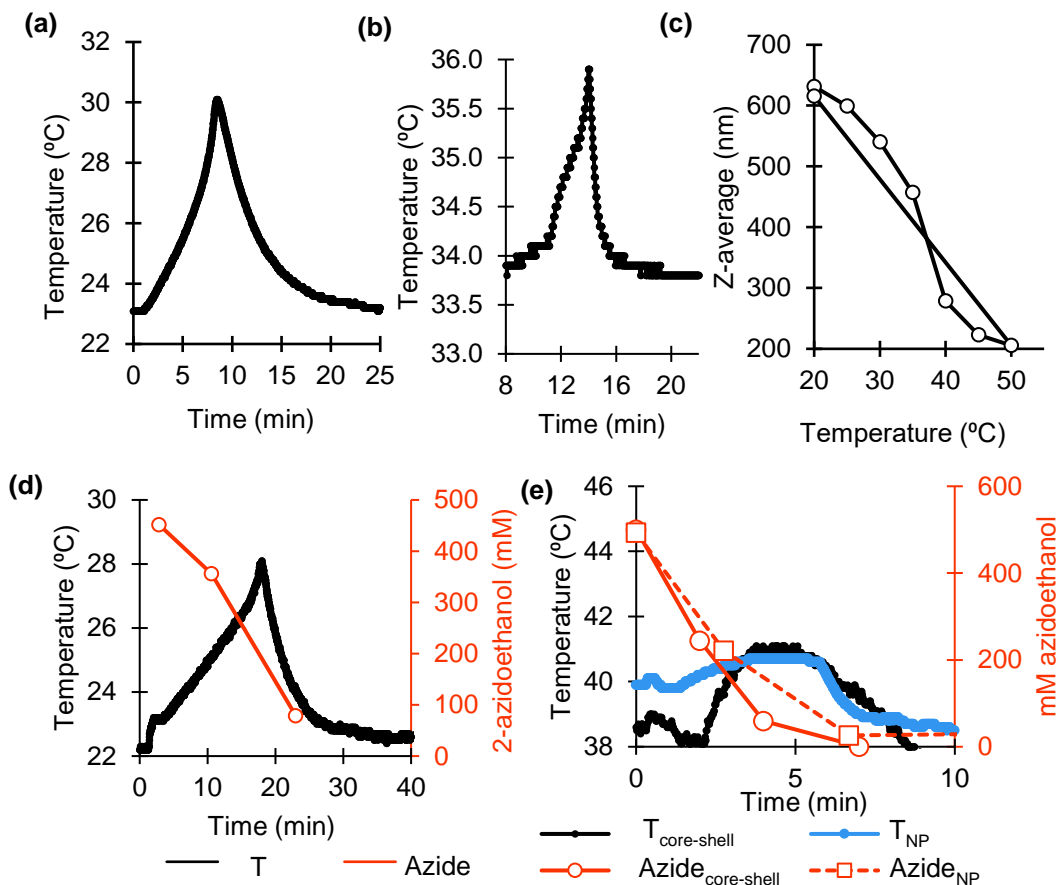 (a)
32
30
28
26
24
22
Temperature (ºC)
0 5 10 15 20 25
Time (min)
(b)
36.0
35.5
35.0
34.5
34.0
33.5
33.0
Temperature (ºC)
8 12 16 20
Time (min)
(c)
700
600
500
400
300
200
Z-average (nm)
20 30 40 50
Temperature (ºC)
(d)
30
28
26
24
22
Temperature (ºC)
500
400
300
200
100
0
2-azidoethanol (mM)
0 10 20 30 40
Time (min)
T Azide
(e)
46
44
42
40
38
Temperature (ºC)
600
400
200
0
mM azidoethanol
0 5 10
Time (min)
Tcore-shell TNP
Azidecore-shell AzideNP